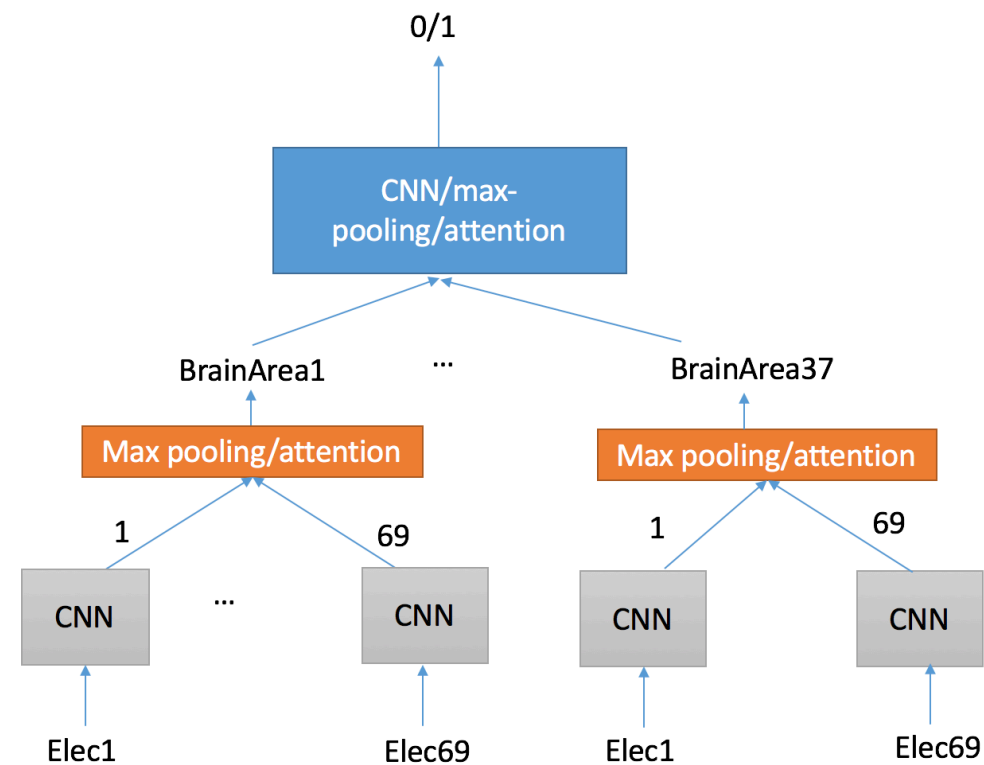 0/1
CNN/max-
pooling/attention
BrainArea1
...
BrainArea37
Max pooling/attention
Max pooling/attention
1
69
1
69
CNN
...
CNN
CNN
CNN
Elec1
Elec69
Elec1
Elec69